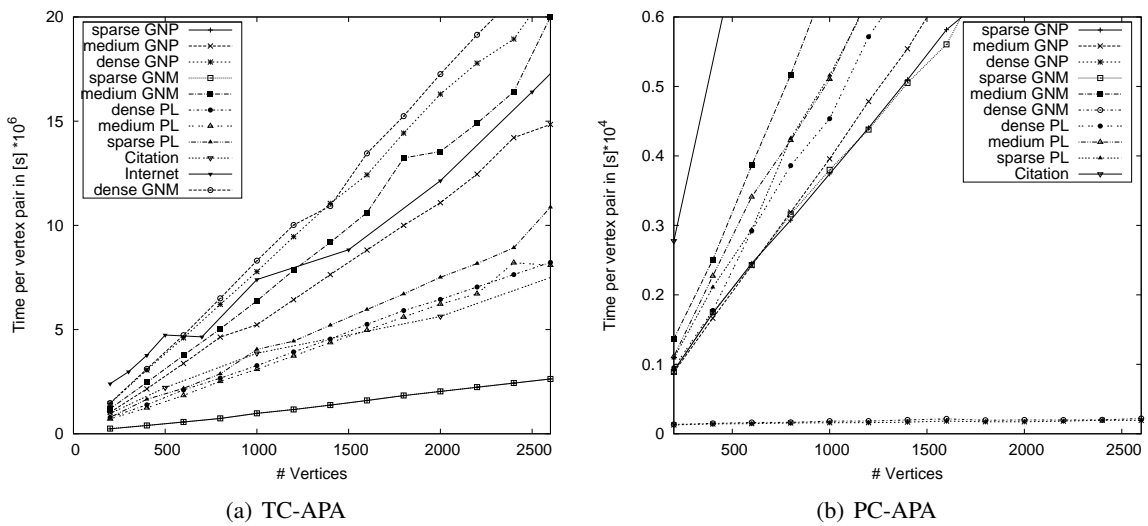 Time per vertex pair in [s] *10^6
20
15
10
5
0
sparse GNP
medium GNP
dense GNP
sparse GNM
medium GNM
dense PL
medium PL
sparse PL
Citation
Internet
dense GNM
0 500 1000 1500 2000 2500
# Vertices
(a) TC-APA
Time per vertex pair in [s]*10^4
0.6
0.5
0.4
0.3
0.2
0.1
0
sparse GNP
medium GNP
dense GNP
sparse GNM
medium GNM
dense GNM
dense PL
medium PL
sparse PL
Citation
500 1000 1500 2000 2500
# Vertices
(b) PC-APA